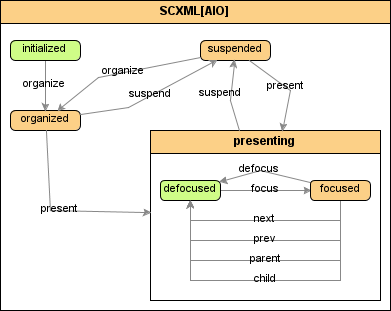 SCXML[AIO]
initialized
suspended
organize
organize
suspend
suspend
present
organized
presenting
defocus
defocused
focus
focused
present
next
prev
parent
child